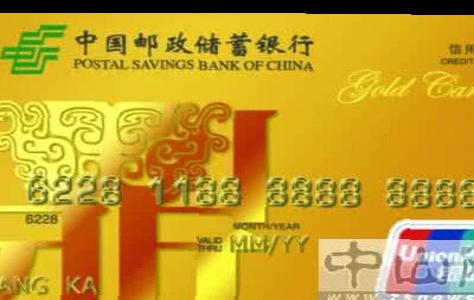 中国邮政储蓄银行
POSTAL SAVINGS BANK OF CHINA
信用
CREDIT
Gold Car
6228 1188 8888 8888
6228
MONTH/YEAR
VALID THRU MM/YY
UnionPay
ANG KA